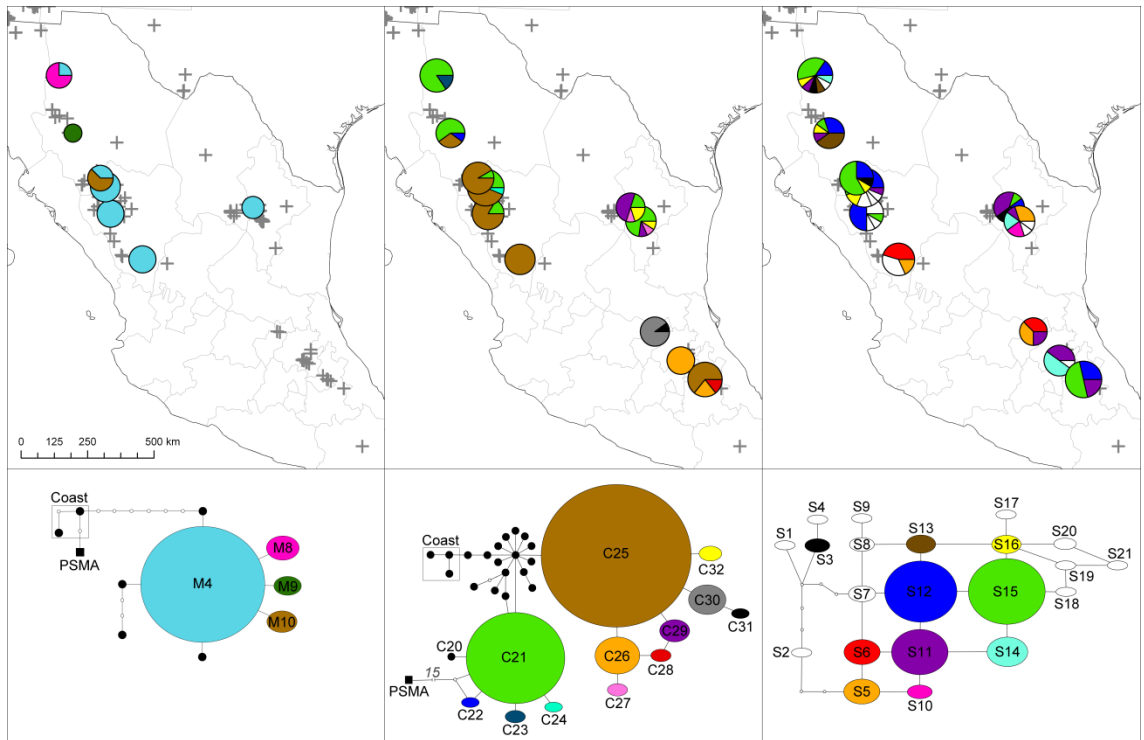 0 125 250 500 km
Coast
PSMA
M4
M8
M9
M10
Coast
C25
C32
C30
C31
C29
C20
C21
C26
C28
15
PSMA
C27
C22
C23
C24
S4
S9
S17
S1
S3
S8
S13
S16
S20
S21
S7
S12
S15
S19
S18
S2
S6
S11
S14
S5
S10